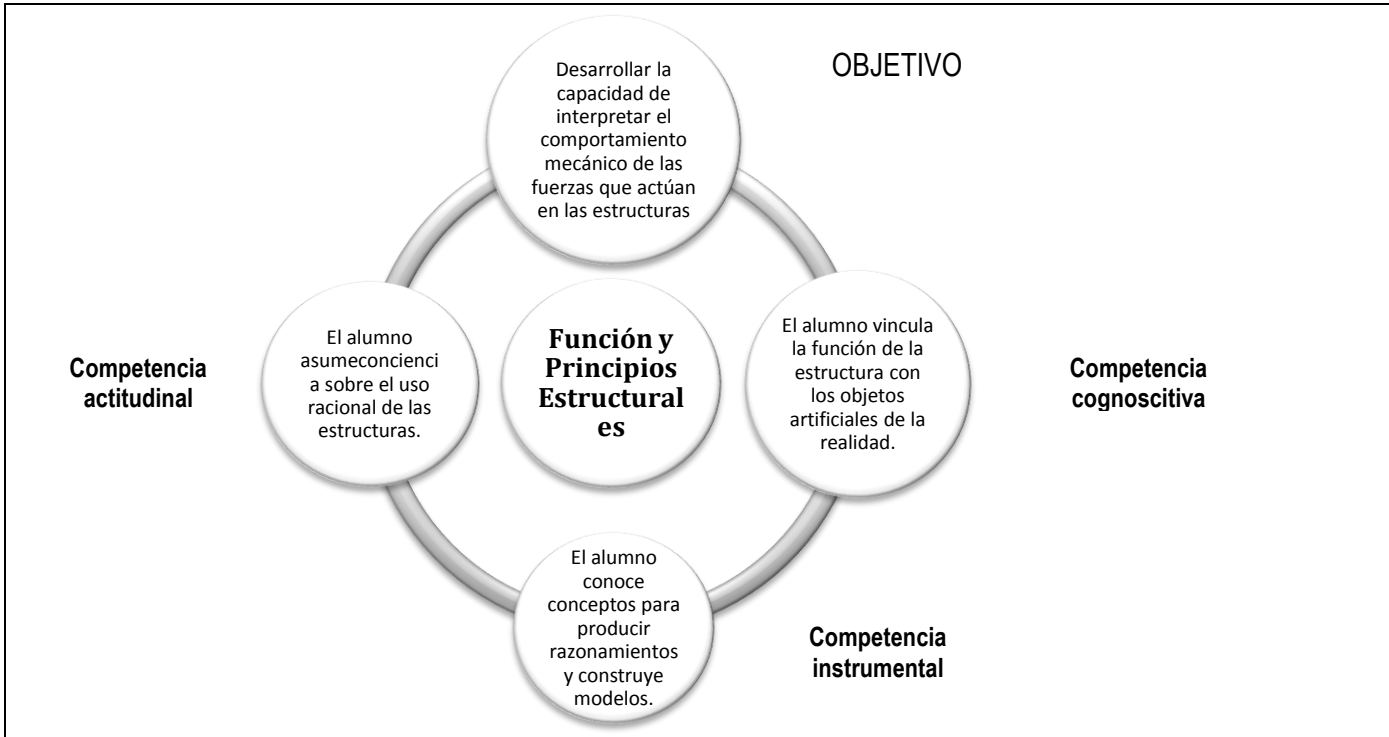 OBJETIVO
Desarrollar la
capacidad de
interpretar el
comportamiento
mecánico de las
fuerzas que actúan
en las estructuras
Competencia
actitudinal
El alumno
asumeconcienci
a sobre el uso
racional de las
estructuras.
Función y
Principios
Estructural
es
El alumno vincula
la función de la
estructura con
los objetos
artificiales de la
realidad.
Competencia
cognoscitiva
El alumno
conoce
conceptos para
producir
razonamientos
y construye
modelos.
Competencia
instrumental